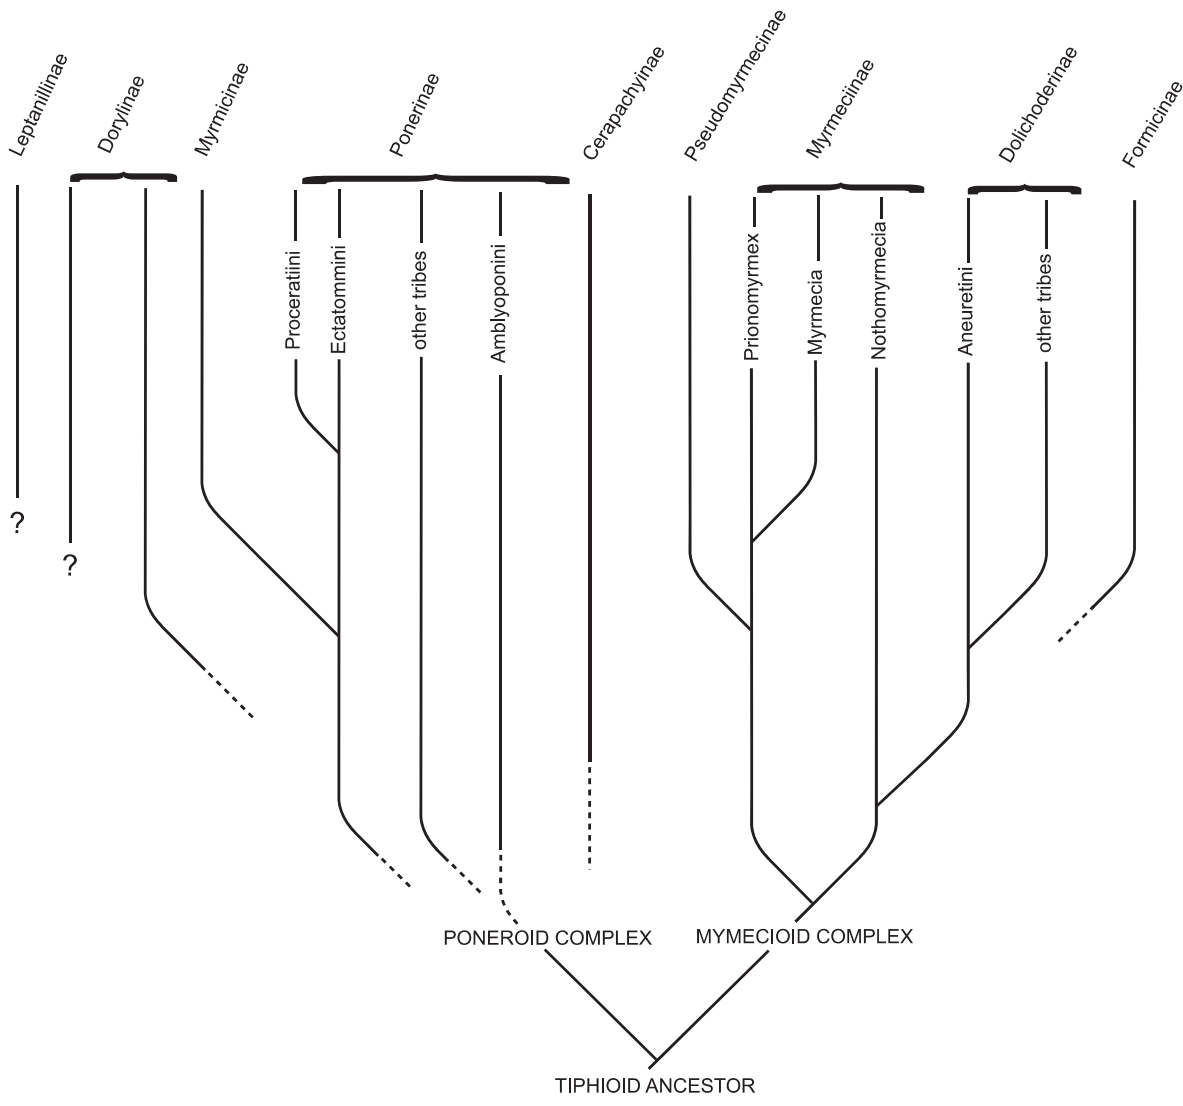 Leptanillinae
Dorylinae
Myrmicinae
Ponerinae
Cerapachyinae
Pseudomyrmecinae
Myrmeciinae
Dolichoderinae
Formicinae
Proceratiini
Ectatommini
other tribes
Amblyoponini
Prionomyrmex
Myrmecia
Nothomyrmecia
Aneuretini
other tribes
?
?
PONEROID COMPLEX
MYMECIOID COMPLEX
TIPHIOID ANCESTOR